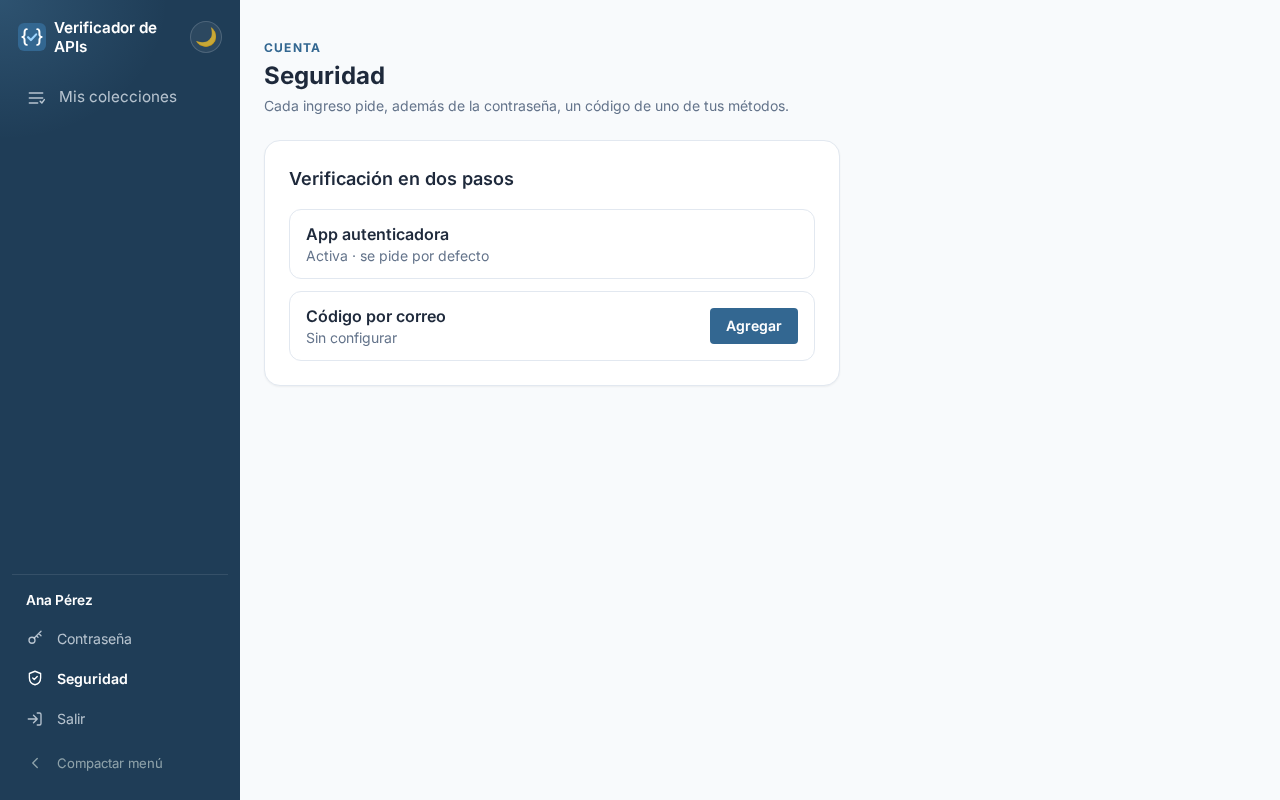 Verificador de
APIs
Mis colecciones
Ana Pérez
Contraseña
Seguridad
Salir
Compactar menú
CUENTA
Seguridad
Cada ingreso pide, además de la contraseña, un código de uno de tus métodos.
Verificación en dos pasos
App autenticadora
Activa · se pide por defecto
Código por correo
Sin configurar
Agregar